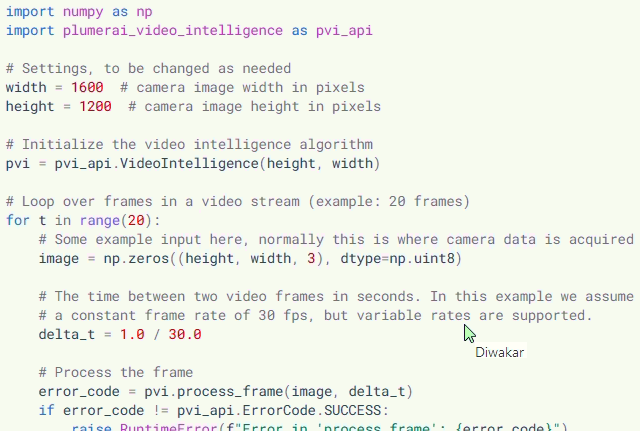 import numpy as np
import plumerai_video_intelligence as pvi_api

# Settings, to be changed as needed
width = 1600  # camera image width in pixels
height = 1200  # camera image height in pixels

# Initialize the video intelligence algorithm
pvi = pvi_api.VideoIntelligence(height, width)

# Loop over frames in a video stream (example: 20 frames)
for t in range(20):
    # Some example input here, normally this is where camera data is acquired
    image = np.zeros((height, width, 3), dtype=np.uint8)

    # The time between two video frames in seconds. In this example we assume
    # a constant frame rate of 30 fps, but variable rates are supported.
    delta_t = 1.0 / 30.0
Diwakar

    # Process the frame
    error_code = pvi.process_frame(image, delta_t)
    if error_code != pvi_api.ErrorCode.SUCCESS:
        raise RuntimeError(f"Error in 'process_frame': {error_code}")